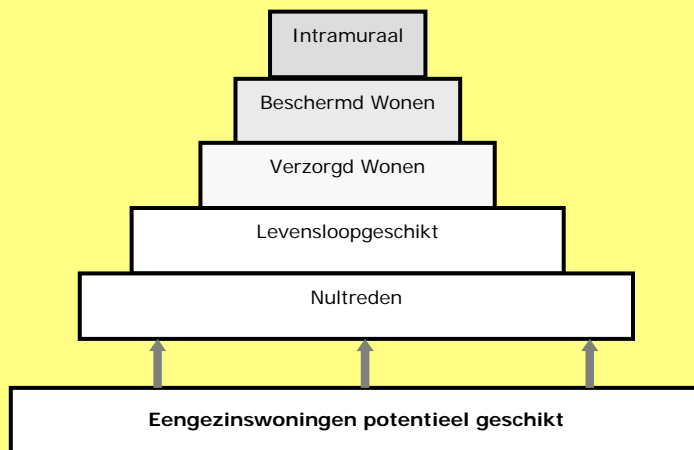 Intramuraal
Beschermd Wonen
Verzorgd Wonen
Levensloopgeschikt
Nultreden
Eengezinswoningen potentieel geschikt